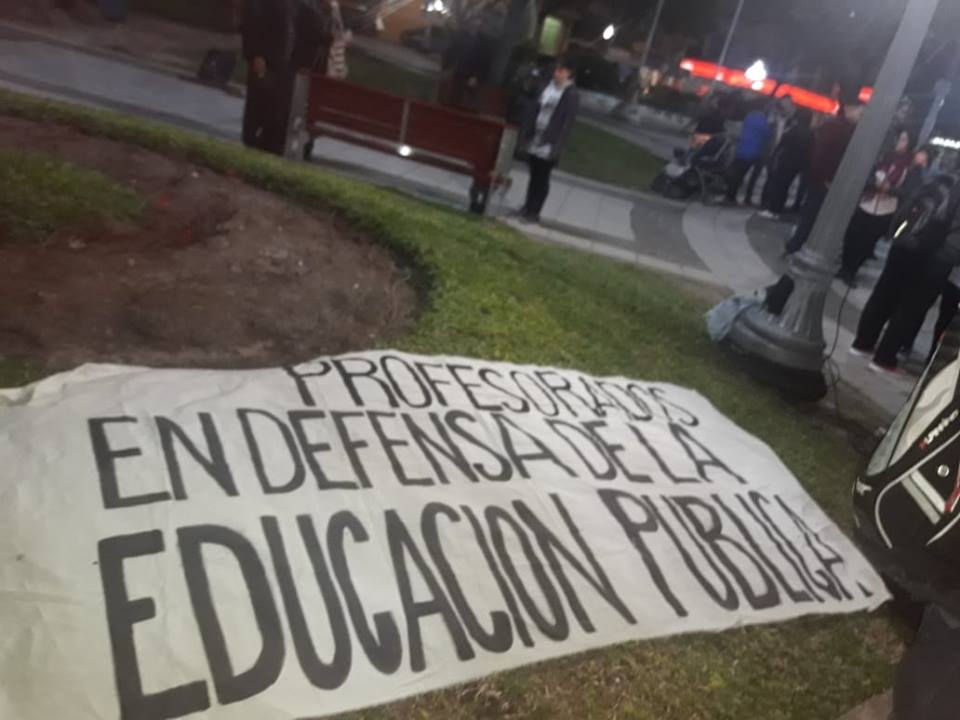 PROFESORADOS
EN DEFENSA DE LA
EDUCACION PUBLICA.